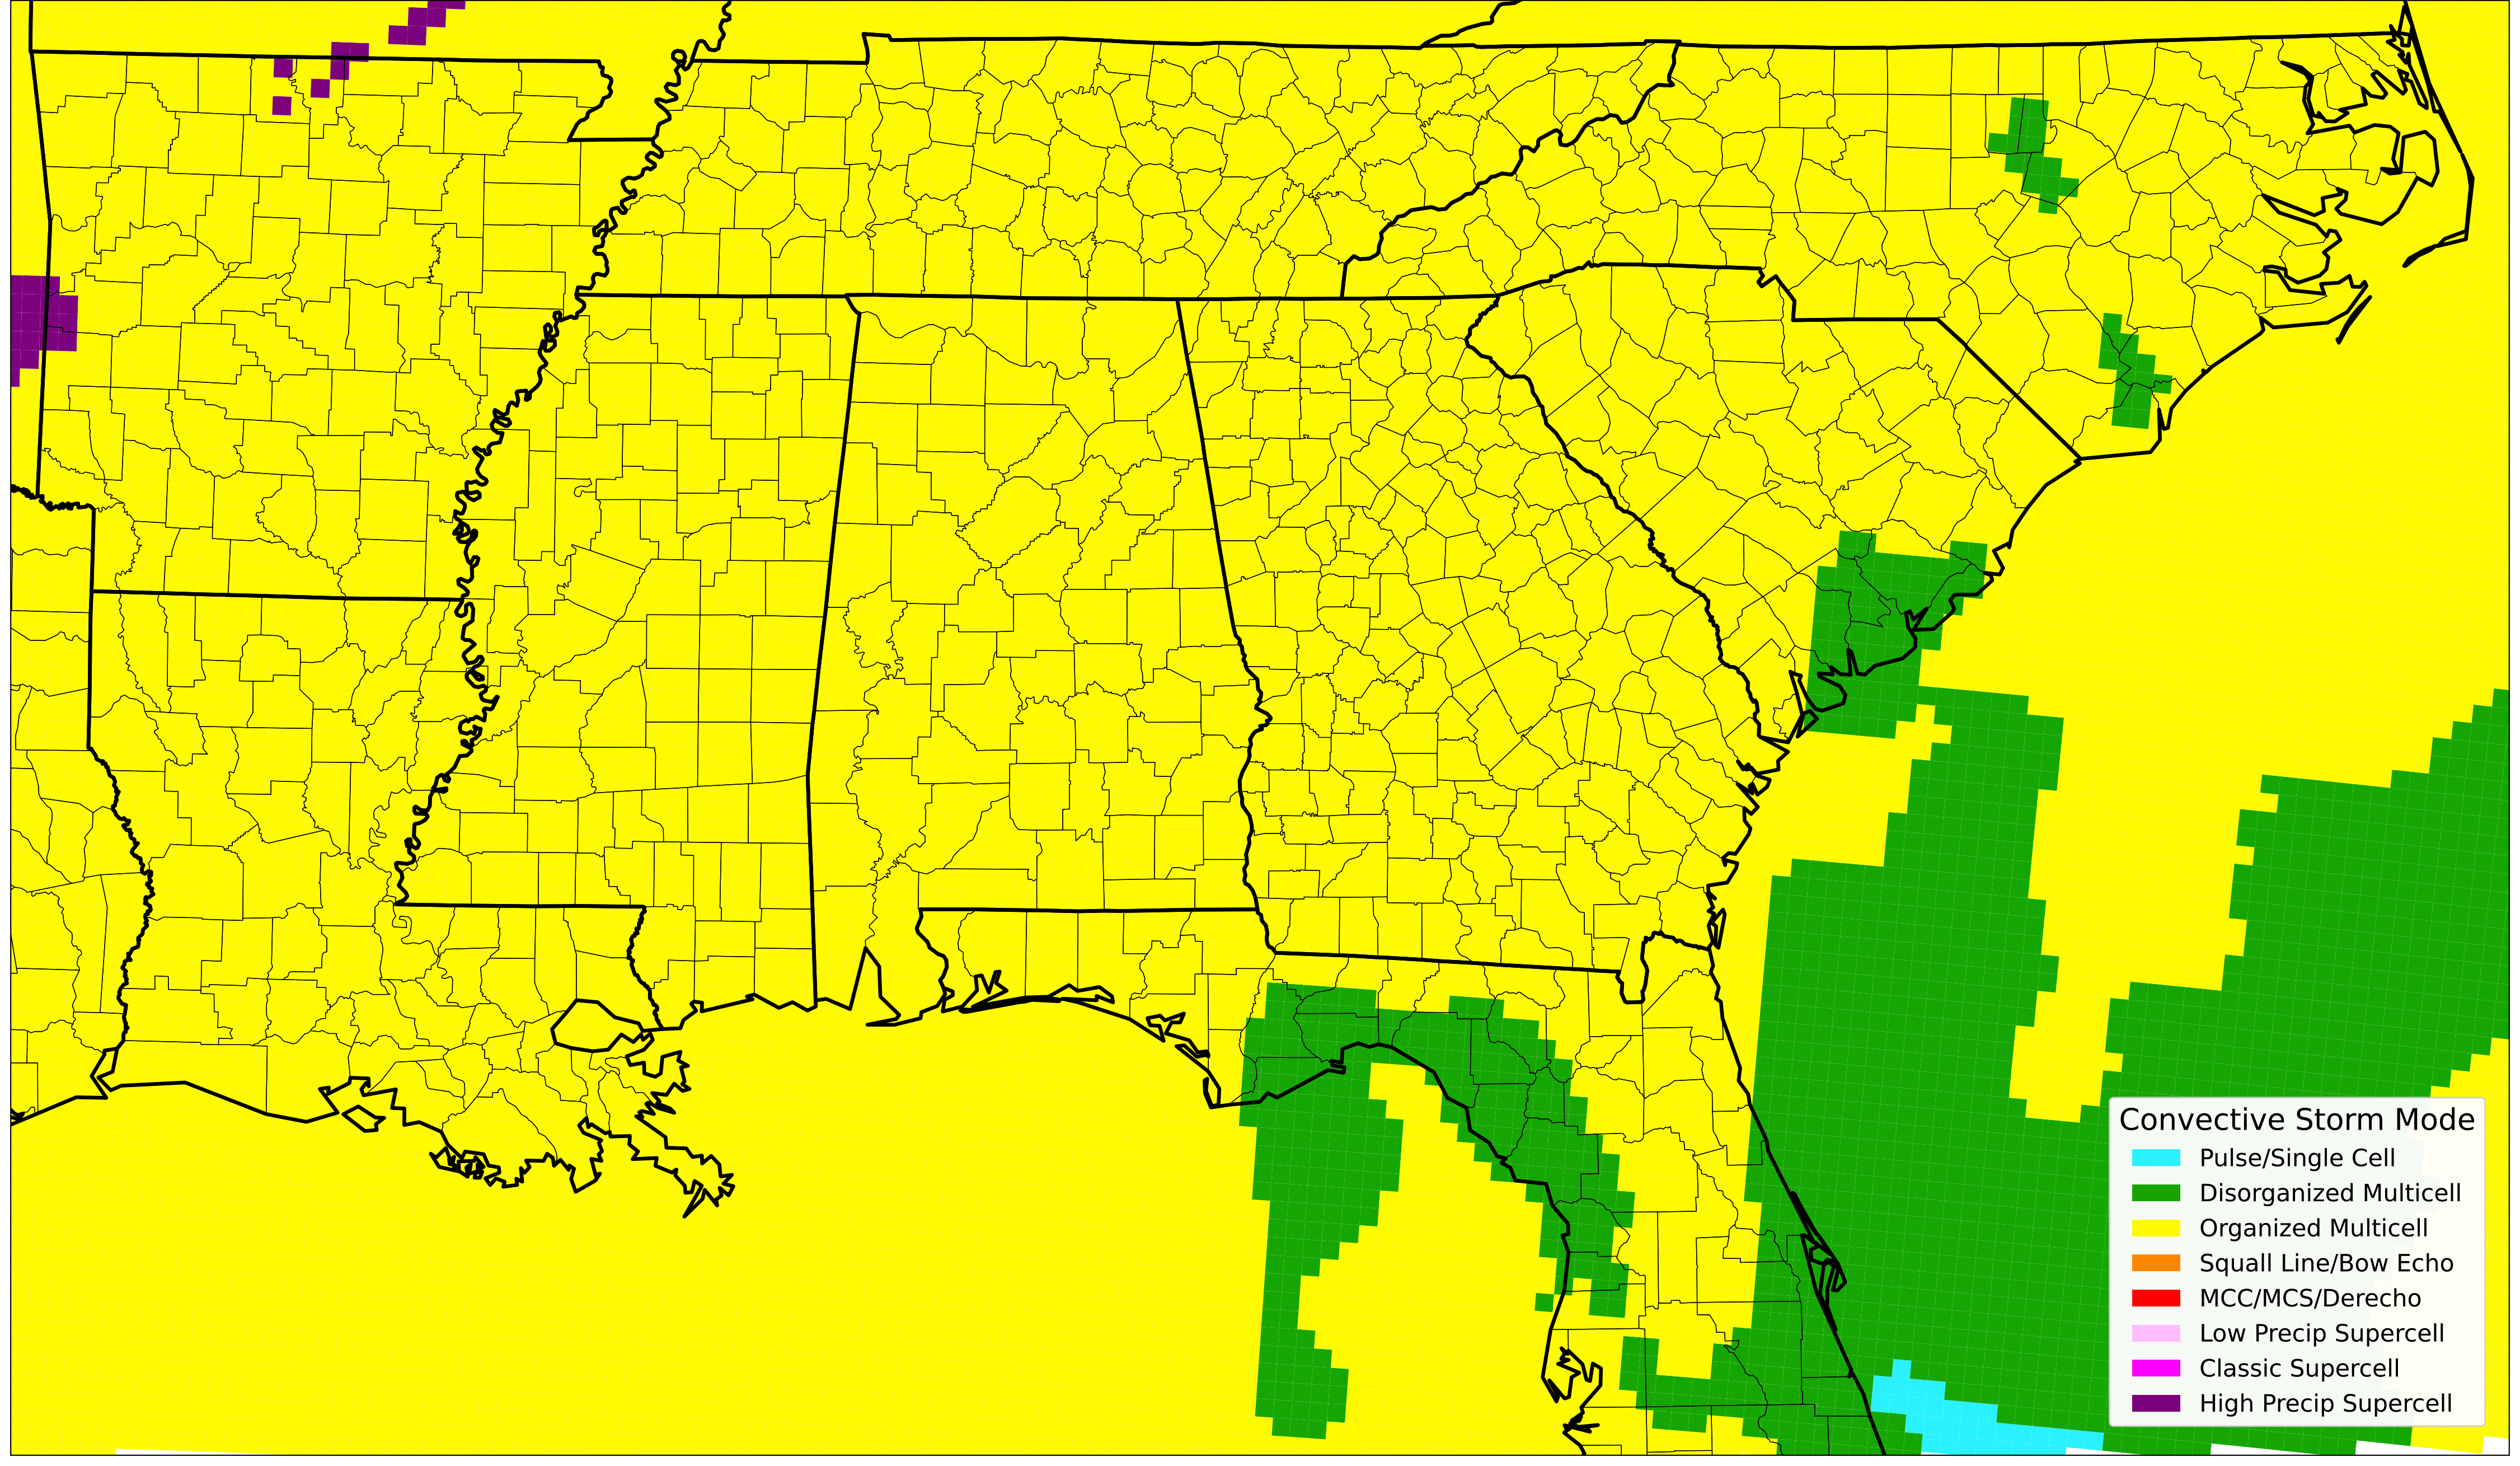 Convective Storm Mode
Pulse/Single Cell
Disorganized Multicell
Organized Multicell
Squall Line/Bow Echo
MCC/MCS/Derecho
Low Precip Supercell
Classic Supercell
High Precip Supercell